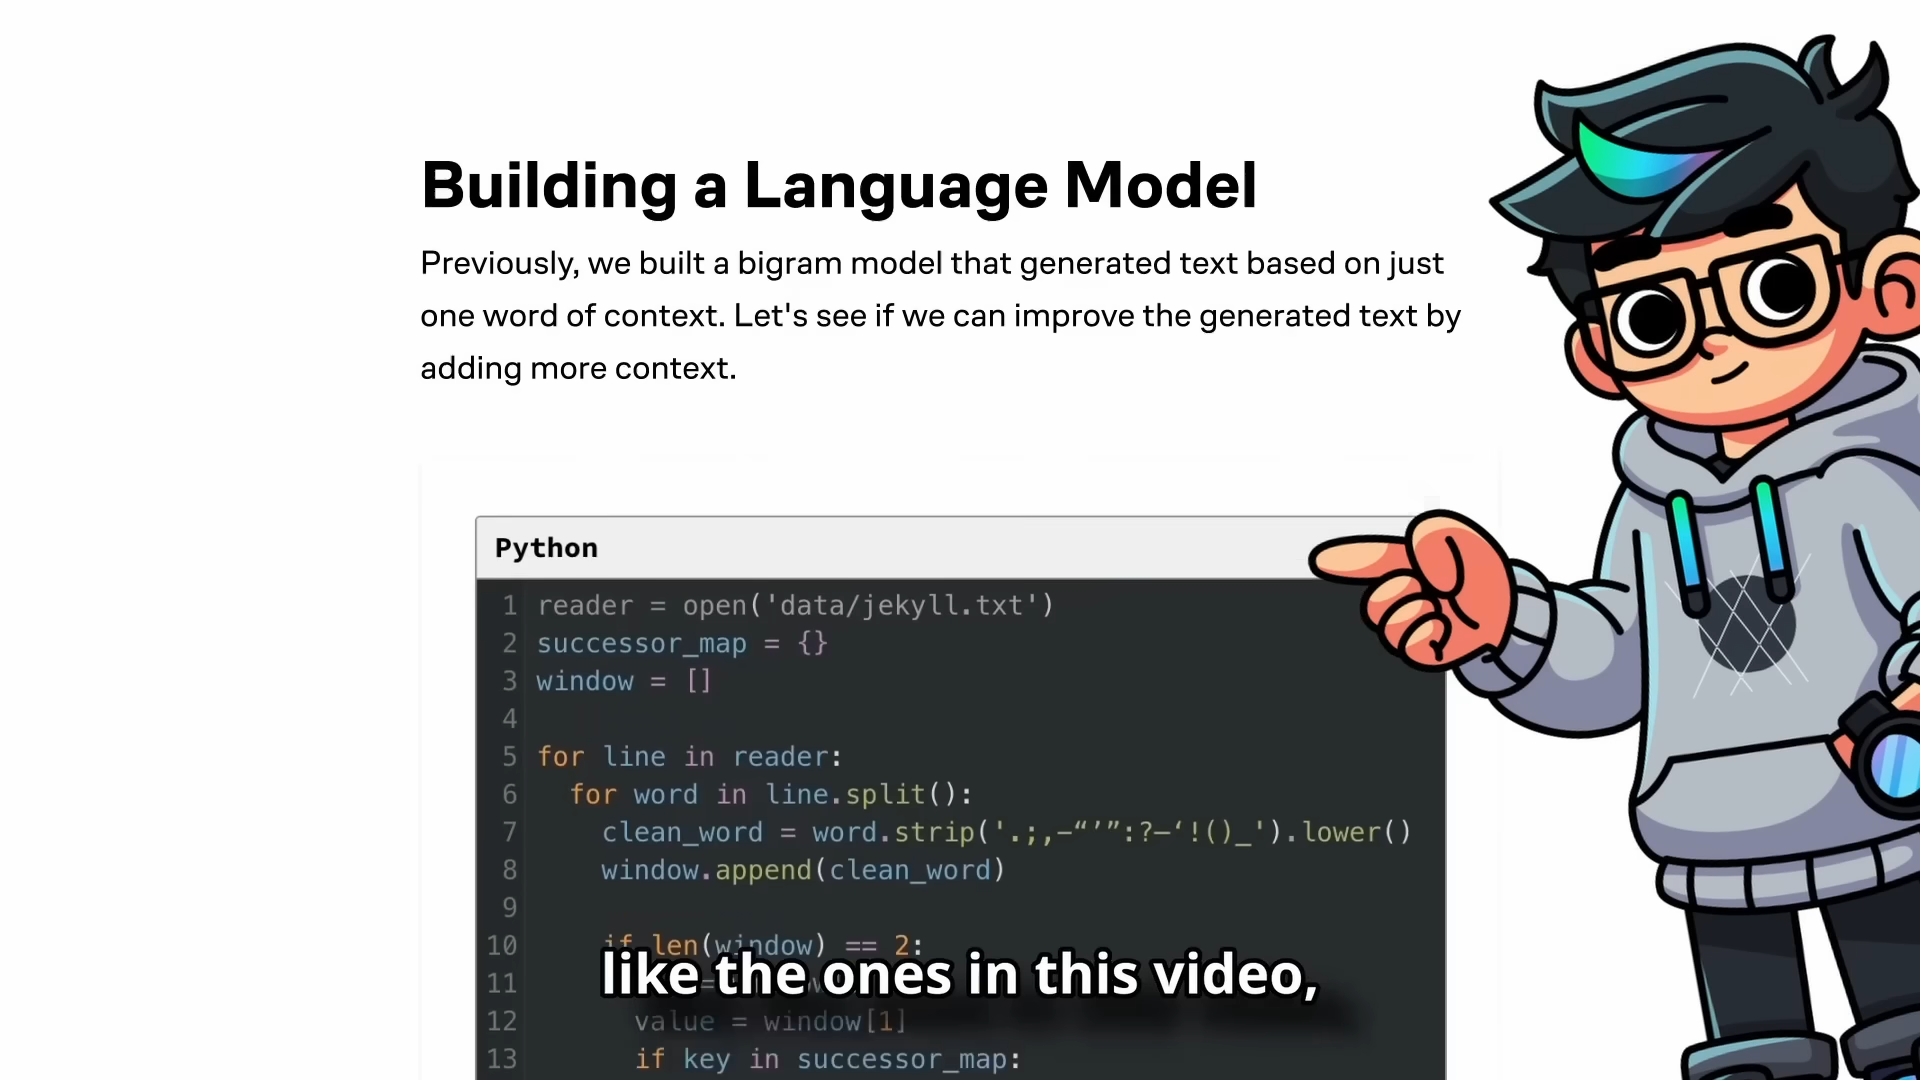 Building a Language Model
Previously, we built a bigram model that generated text based on just
one word of context. Let's see if we can improve the generated text by
adding more context.
Python
1 reader = open('data/jekyll.txt')
2 successor_map = {}
3 window = []
4
5 for line in reader:
6 for word in line.split():
7 clean_word = word.strip('.;,—“’”:?—‘!()_').lower()
8 window.append(clean_word)
9
10 if len(window) == 2:
like the ones in this video,
11
12 value = window[1]
13 if key in successor_map: